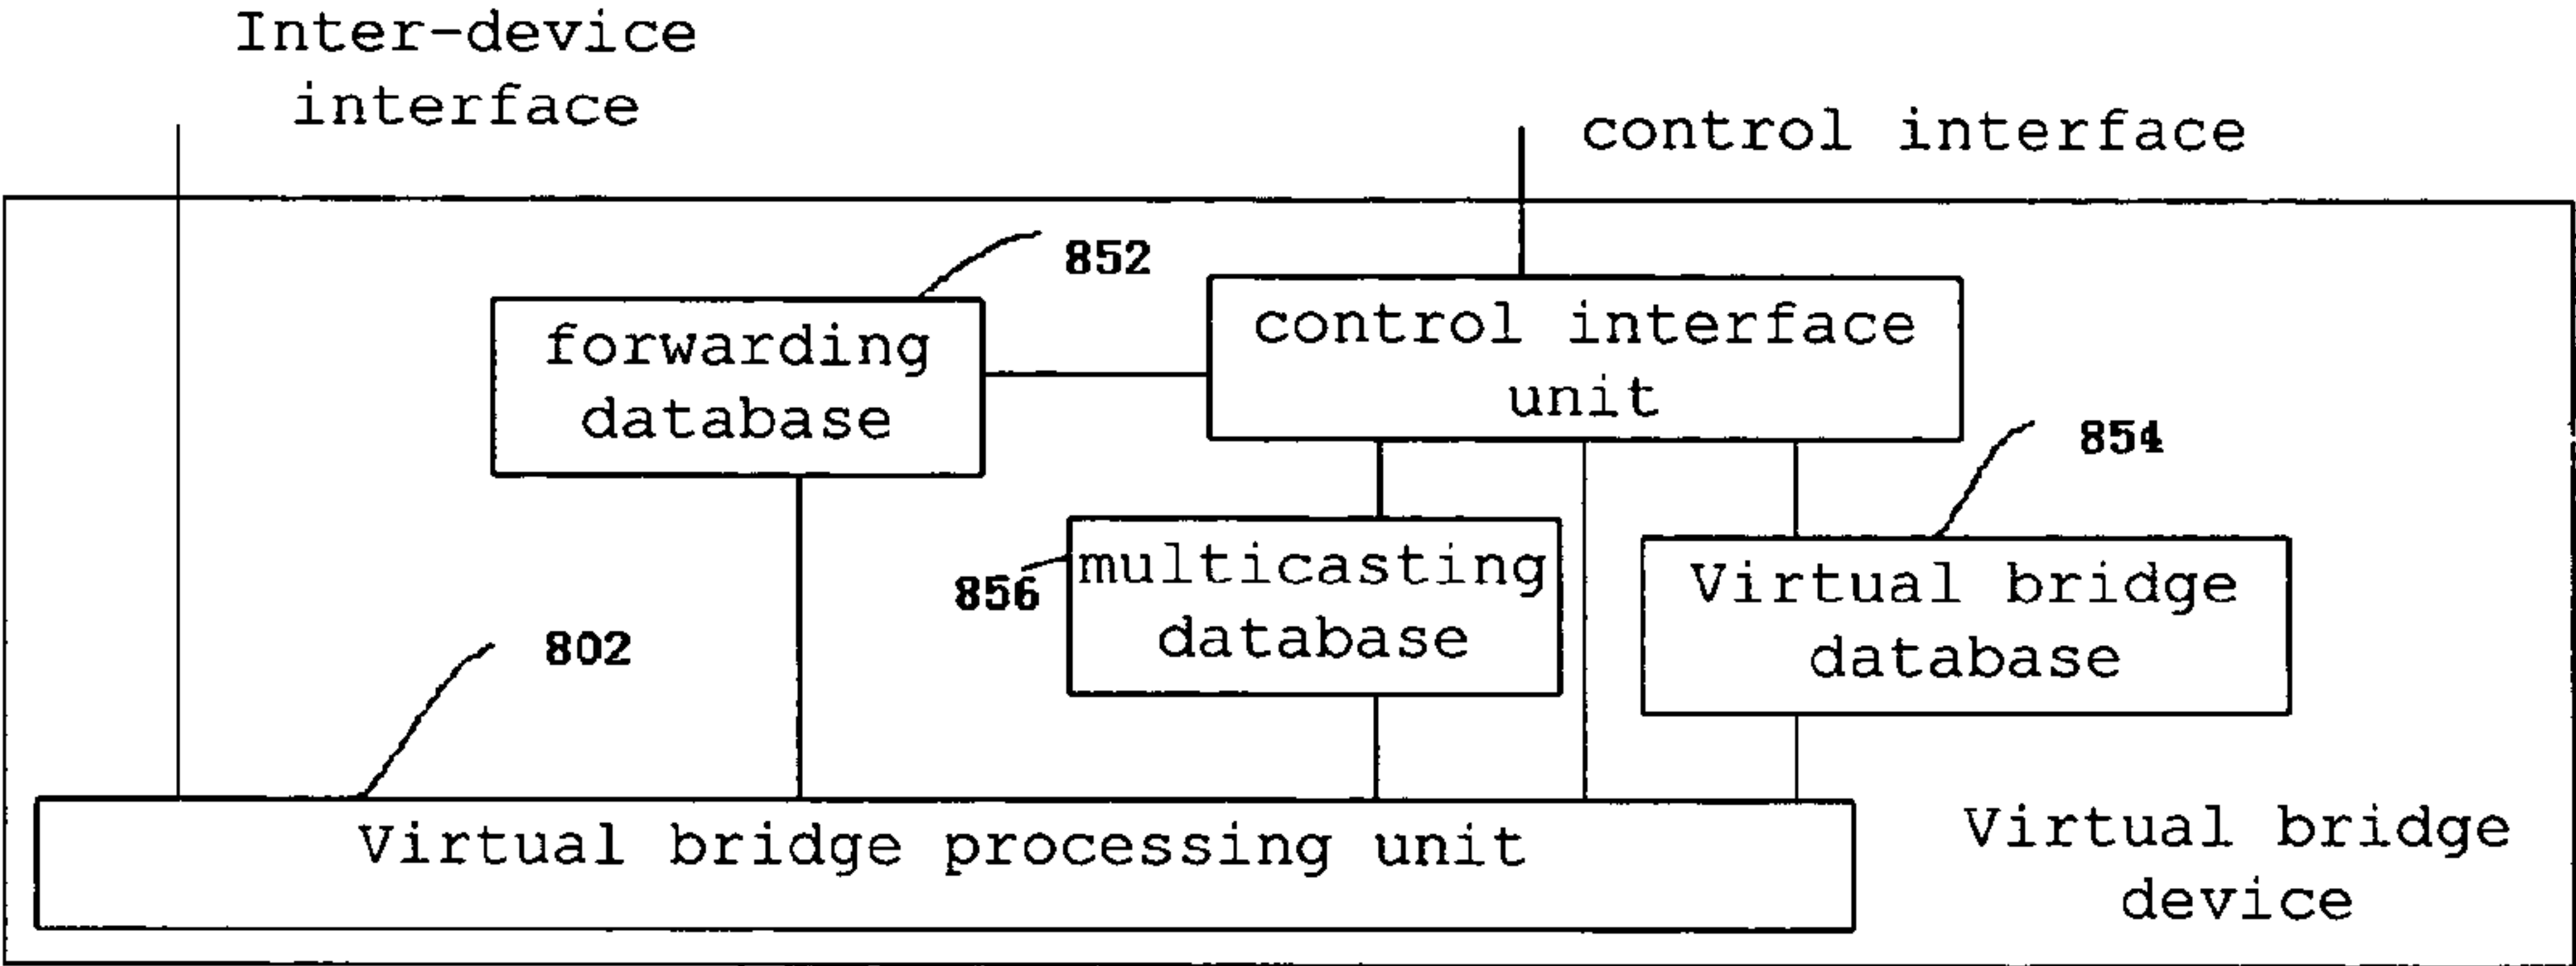 Inter-device
interface
control interface
852
control interface
unit
forwarding
database
854
856
multicasting
database
Virtual bridge
database
802
Virtual bridge processing unit
Virtual bridge
device